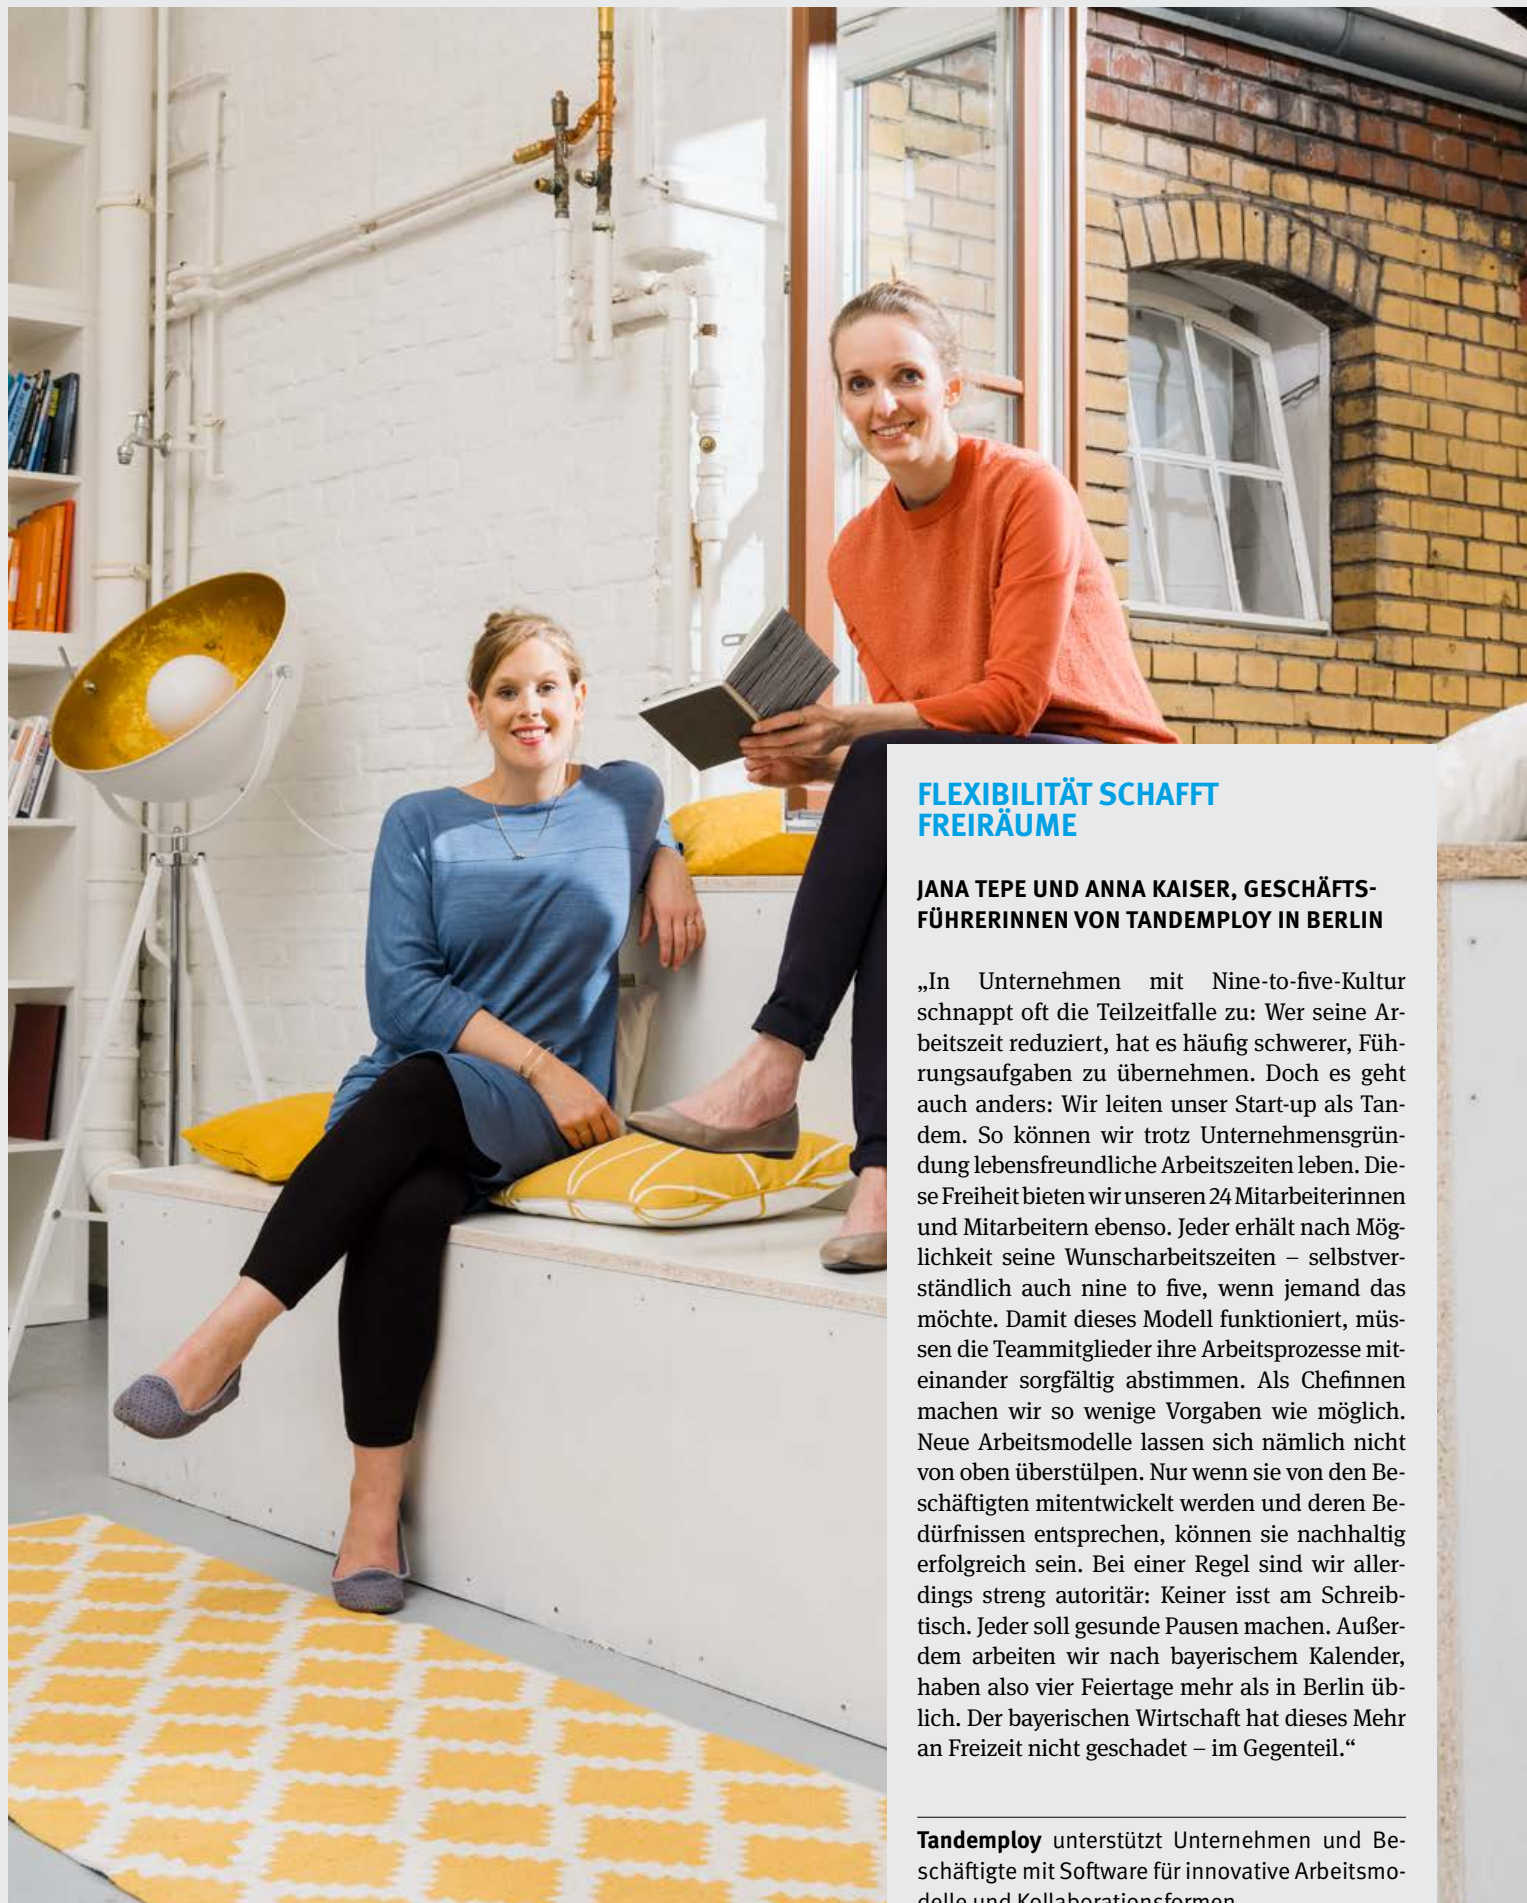 FLEXIBILITÄT SCHAFFT
FREIRÄUME
JANA TEPE UND ANNA KAISER, GESCHÄFTS-
FÜHRERINNEN VON TANDEMPLOY IN BERLIN
„In Unternehmen mit Nine-to-five-Kultur
schnappt oft die Teilzeitfalle zu: Wer seine Ar-
beitszeit reduziert, hat es häufig schwerer, Füh-
rungsaufgaben zu übernehmen. Doch es geht
auch anders: Wir leiten unser Start-up als Tan-
dem. So können wir trotz Unternehmensgrün-
dung lebensfreundliche Arbeitszeiten leben. Die-
se Freiheit bieten wir unseren 24 Mitarbeiterinnen
und Mitarbeitern ebenso. Jeder erhält nach Mög-
lichkeit seine Wunscharbeitszeiten – selbstver-
ständlich auch nine to five, wenn jemand das
möchte. Damit dieses Modell funktioniert, müs-
sen die Teammitglieder ihre Arbeitsprozesse mit-
einander sorgfältig abstimmen. Als Chefinnen
machen wir so wenige Vorgaben wie möglich.
Neue Arbeitsmodelle lassen sich nämlich nicht
von oben überstülpen. Nur wenn sie von den Be-
schäftigten mitentwickelt werden und deren Be-
dürfnissen entsprechen, können sie nachhaltig
erfolgreich sein. Bei einer Regel sind wir aller-
dings streng autoritär: Keiner isst am Schreib-
tisch. Jeder soll gesunde Pausen machen. Außer-
dem arbeiten wir nach bayerischem Kalender,
haben also vier Feiertage mehr als in Berlin üb-
lich. Der bayerischen Wirtschaft hat dieses Mehr
an Freizeit nicht geschadet – im Gegenteil.“
Tandemploy unterstützt Unternehmen und Be-
schäftigte mit Software für innovative Arbeitsmo-
delle und Kollaborationsformen